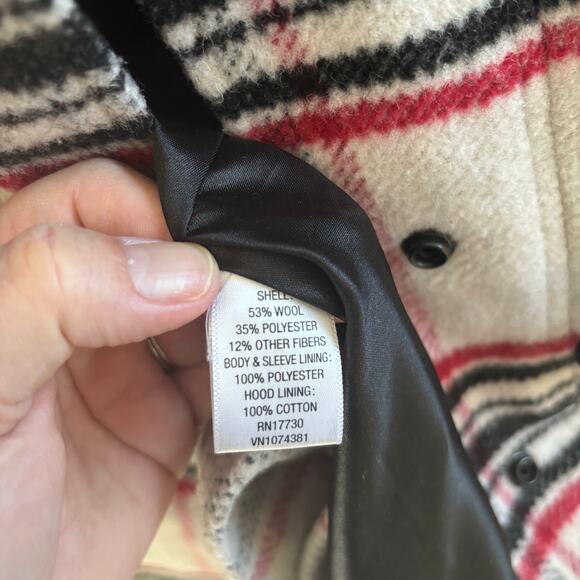 SHELL:
53% WOOL
35% POLYESTER
12% OTHER FIBERS
BODY & SLEEVE LINING:
100% POLYESTER
HOOD LINING:
100% COTTON
RN17730
VN1074381